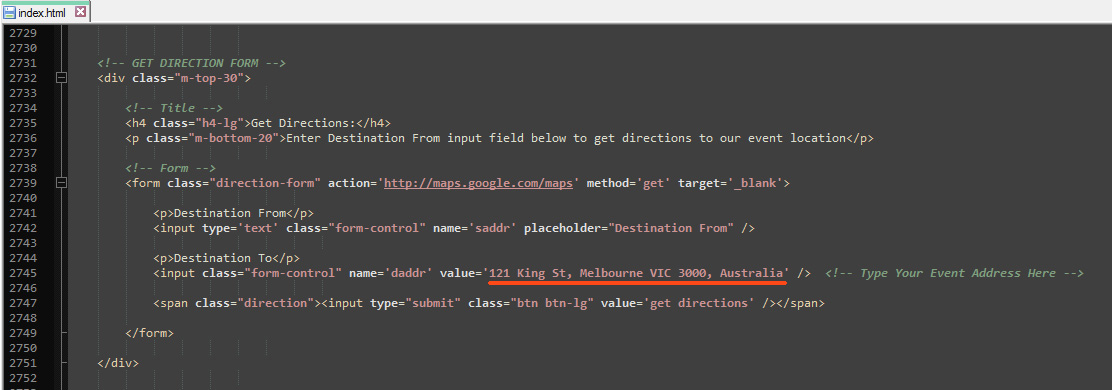 index.html
2729
2730
2731 <!-- GET DIRECTION FORM -->
2732 <div class="m-top-30">
2733
2734 <!-- Title -->
2735 <h4 class="h4-lg">Get Directions:</h4>
2736 <p class="m-bottom-20">Enter Destination From input field below to get directions to our event location</p>
2737
2738 <!-- Form -->
2739 <form class="direction-form" action='http://maps.google.com/maps' method='get' target='_blank'>
2740
2741 <p>Destination From</p>
2742 <input type='text' class="form-control" name='saddr' placeholder="Destination From" />
2743
2744 <p>Destination To</p>
2745 <input class="form-control" name='daddr' value='121 King St, Melbourne VIC 3000, Australia' /> <!-- Type Your Event Address Here -->
2746
2747 <span class="direction"><input type="submit" class="btn btn-lg" value='get directions' /></span>
2748
2749 </form>
2750
2751 </div>
2752